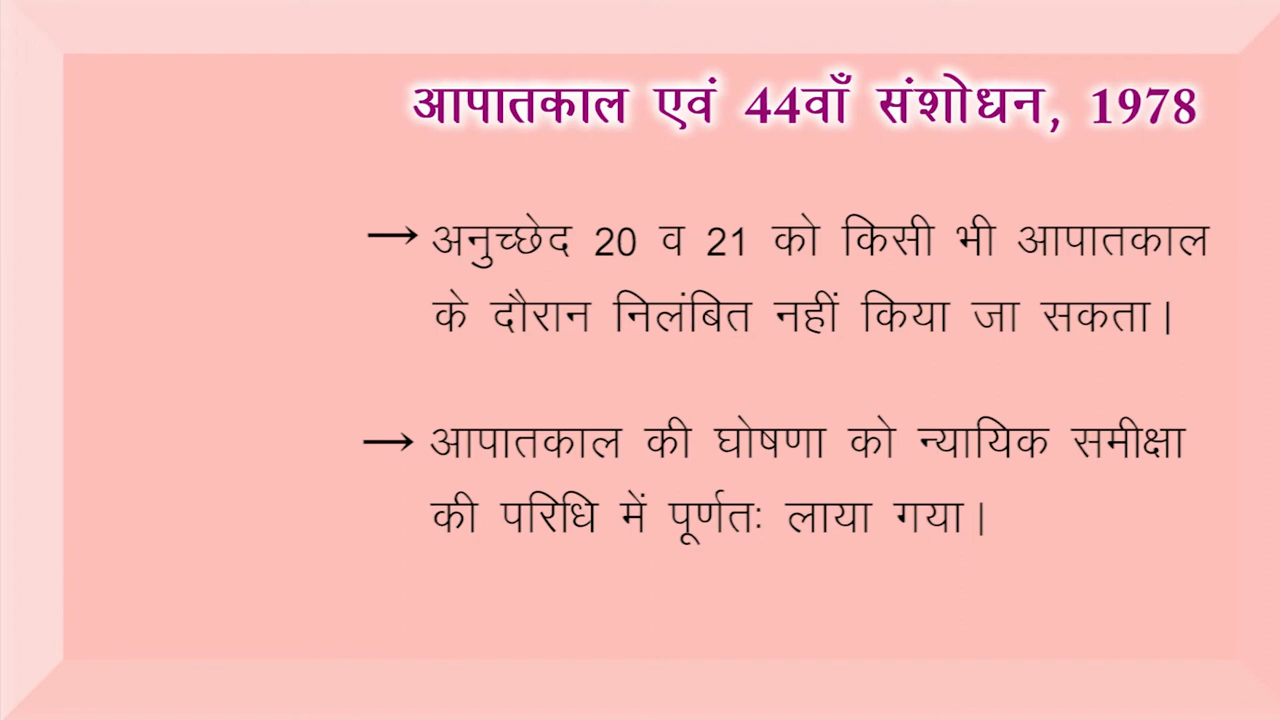 आपातकाल एवं 44वाँ संशोधन, 1978
→ अनुच्छेद 20 व 21 को किसी भी आपातकाल
के दौरान निलंबित नहीं किया जा सकता।
→ आपातकाल की घोषणा को न्यायिक समीक्षा
की परिधि में पूर्णतः लाया गया।